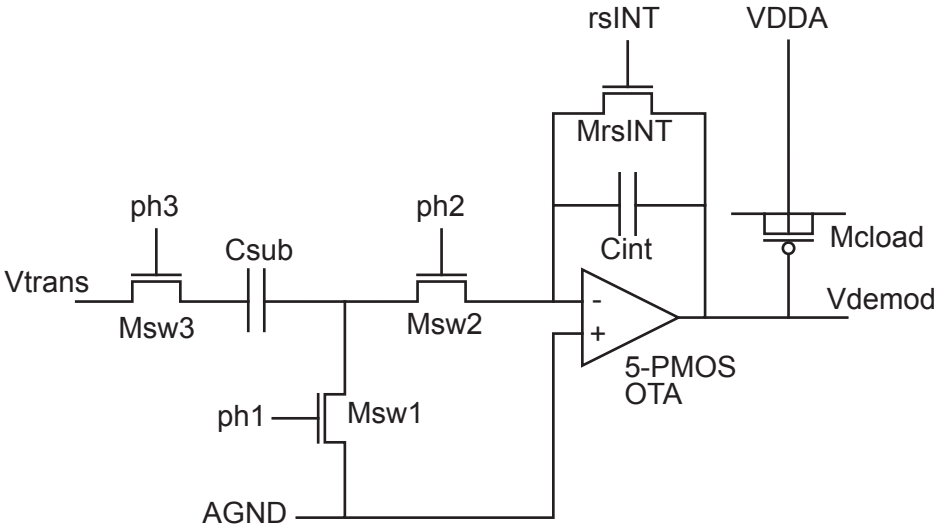 rsINT
VDDA
MrsINT
ph3
ph2
Csub
Cint
Mcload
Vtrans
Msw3
Msw2
-
+
Vdemod
5-PMOS
OTA
ph1
Msw1
AGND